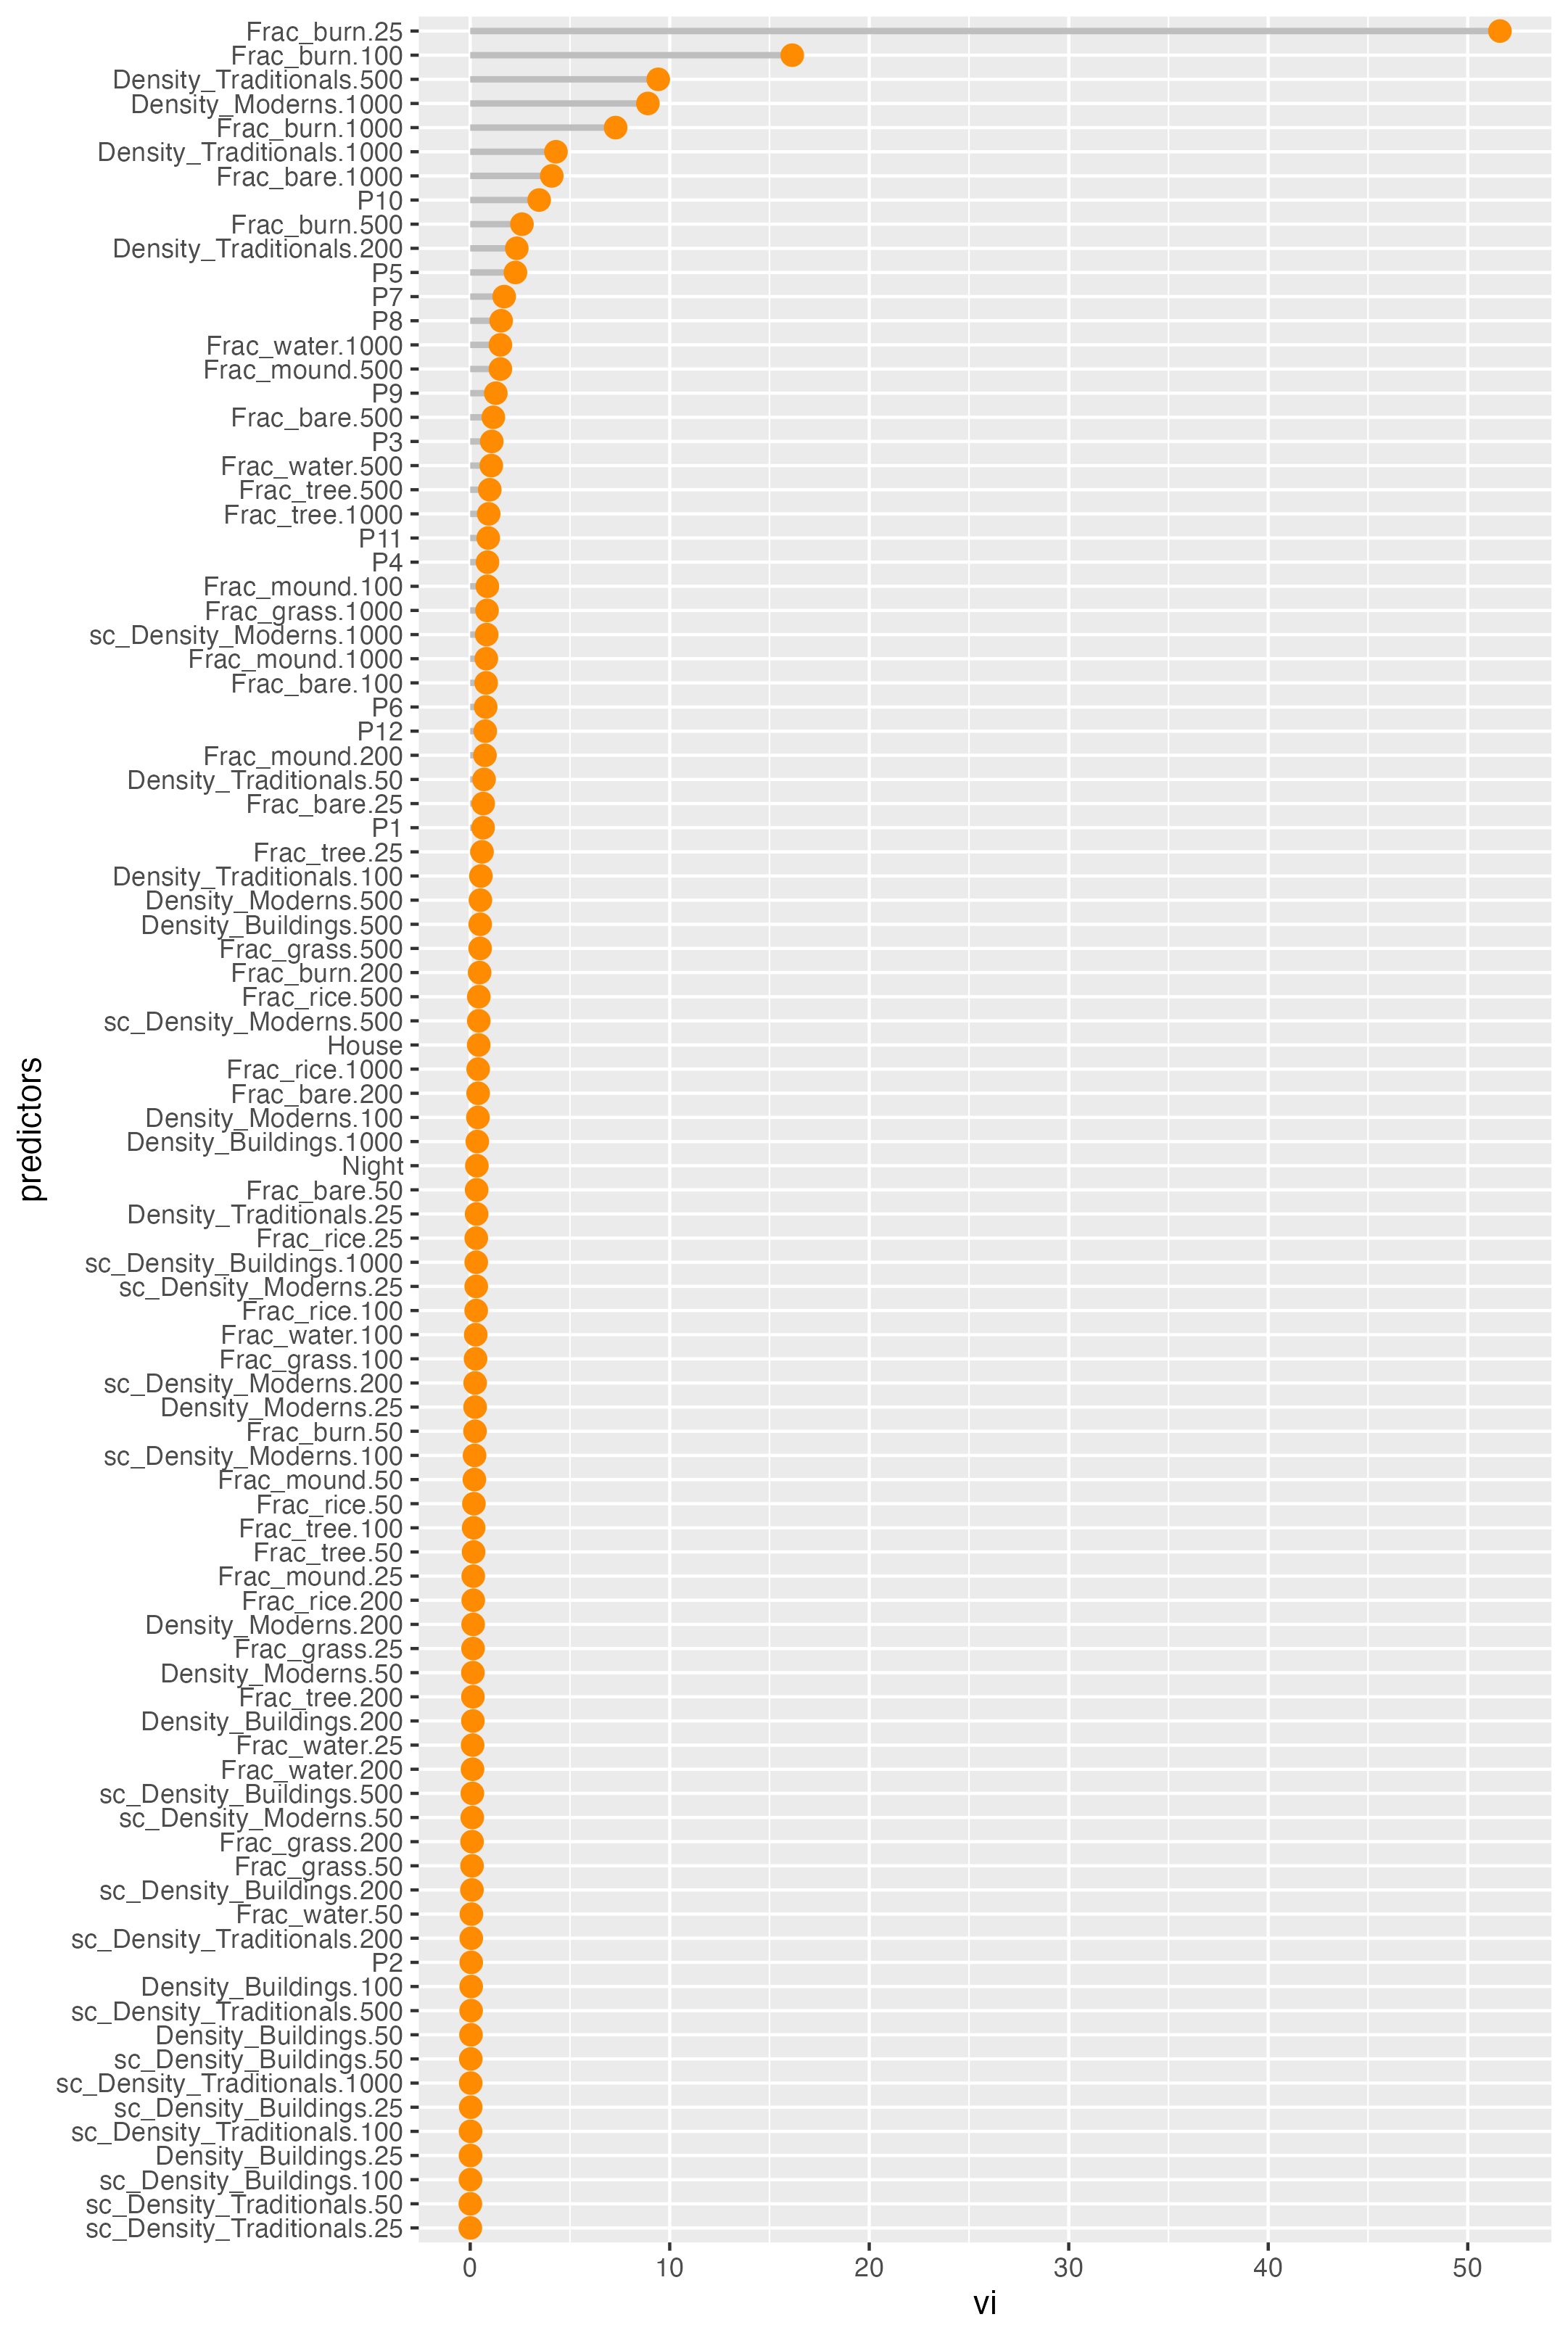 Frac_burn.25
Frac_burn.100
Density_Traditionals.500
Density_Moderns.1000
Frac_burn.1000
Density_Traditionals.1000
Frac_bare.1000
P10
Frac_burn.500
Density_Traditionals.200
P5
P7
P8
Frac_water.1000
Frac_mound.500
P9
Frac_bare.500
P3
Frac_water.500
Frac_tree.500
Frac_tree.1000
P11
P4
Frac_mound.100
Frac_grass.1000
sc_Density_Moderns.1000
Frac_mound.1000
Frac_bare.100
P6
P12
Frac_mound.200
Density_Traditionals.50
Frac_bare.25
P1
Frac_tree.25
Density_Traditionals.100
Density_Moderns.500
Density_Buildings.500
Frac_grass.500
Frac_burn.200
Frac_rice.500
sc_Density_Moderns.500
House
Frac_rice.1000
Frac_bare.200
Density_Moderns.100
Density_Buildings.1000
Night
Frac_bare.50
Density_Traditionals.25
Frac_rice.25
sc_Density_Buildings.1000
sc_Density_Moderns.25
Frac_rice.100
Frac_water.100
Frac_grass.100
sc_Density_Moderns.200
Density_Moderns.25
Frac_burn.50
sc_Density_Moderns.100
Frac_mound.50
Frac_rice.50
Frac_tree.100
Frac_tree.50
Frac_mound.25
Frac_rice.200
Density_Moderns.200
Frac_grass.25
Density_Moderns.50
Frac_tree.200
Density_Buildings.200
Frac_water.25
Frac_water.200
sc_Density_Buildings.500
sc_Density_Moderns.50
Frac_grass.200
Frac_grass.50
sc_Density_Buildings.200
Frac_water.50
sc_Density_Traditionals.200
P2
Density_Buildings.100
sc_Density_Traditionals.500
Density_Buildings.50
sc_Density_Buildings.50
sc_Density_Traditionals.1000
sc_Density_Buildings.25
sc_Density_Traditionals.100
Density_Buildings.25
sc_Density_Buildings.100
sc_Density_Traditionals.50
sc_Density_Traditionals.25
predictors
0 10 20 30 40 50
vi